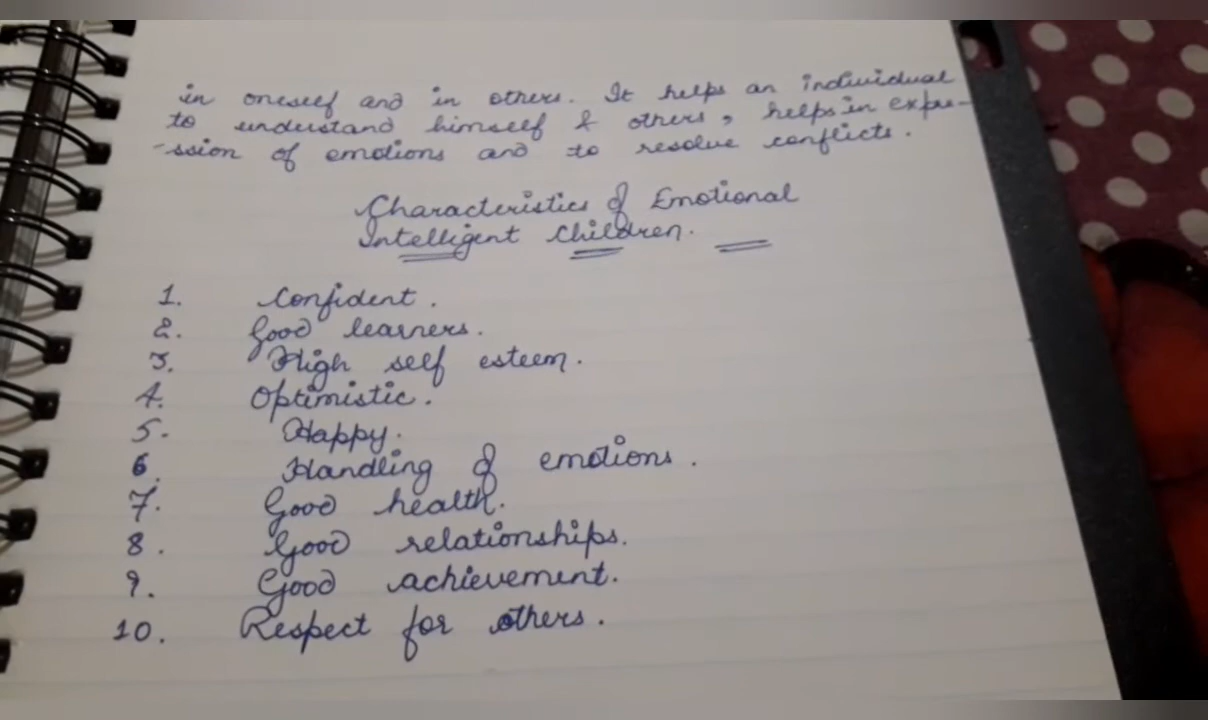 in oneself and in others. It helps an individual
to understand himself & others, helps in expre-
-ssion of emotions and to resolve conflicts.
Characteristics of Emotional
Intelligent Children.
1. Confident.
2. Good learners.
3. High self esteem.
4. Optimistic.
5. Happy.
6. Handling of emotions.
7. Good health.
8. Good relationships.
9. Good achievement.
10. Respect for others.